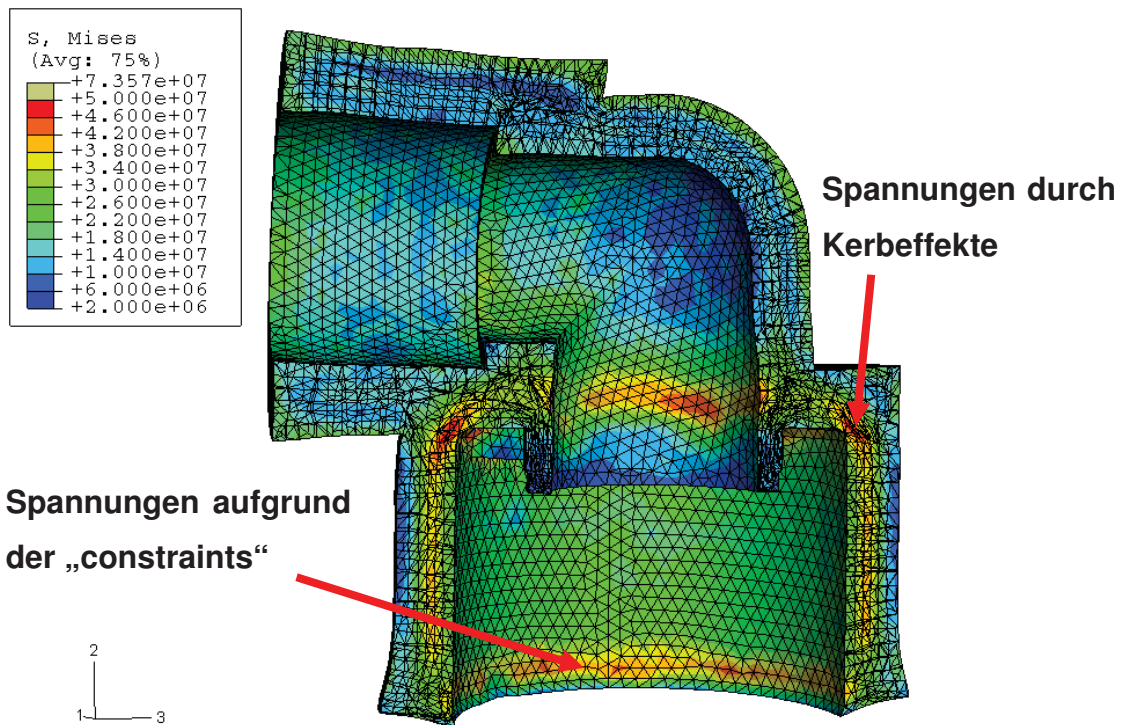 S, Mises
(Avg: 75%)
+7.357e+07
+5.000e+07
+4.600e+07
+4.200e+07
+3.800e+07
+3.400e+07
+3.000e+07
+2.600e+07
+2.200e+07
+1.800e+07
+1.400e+07
+1.000e+07
+6.000e+06
+2.000e+06
Spannungen durch
Kerbeffekte
Spannungen aufgrund
der „constraints“
2
1
3